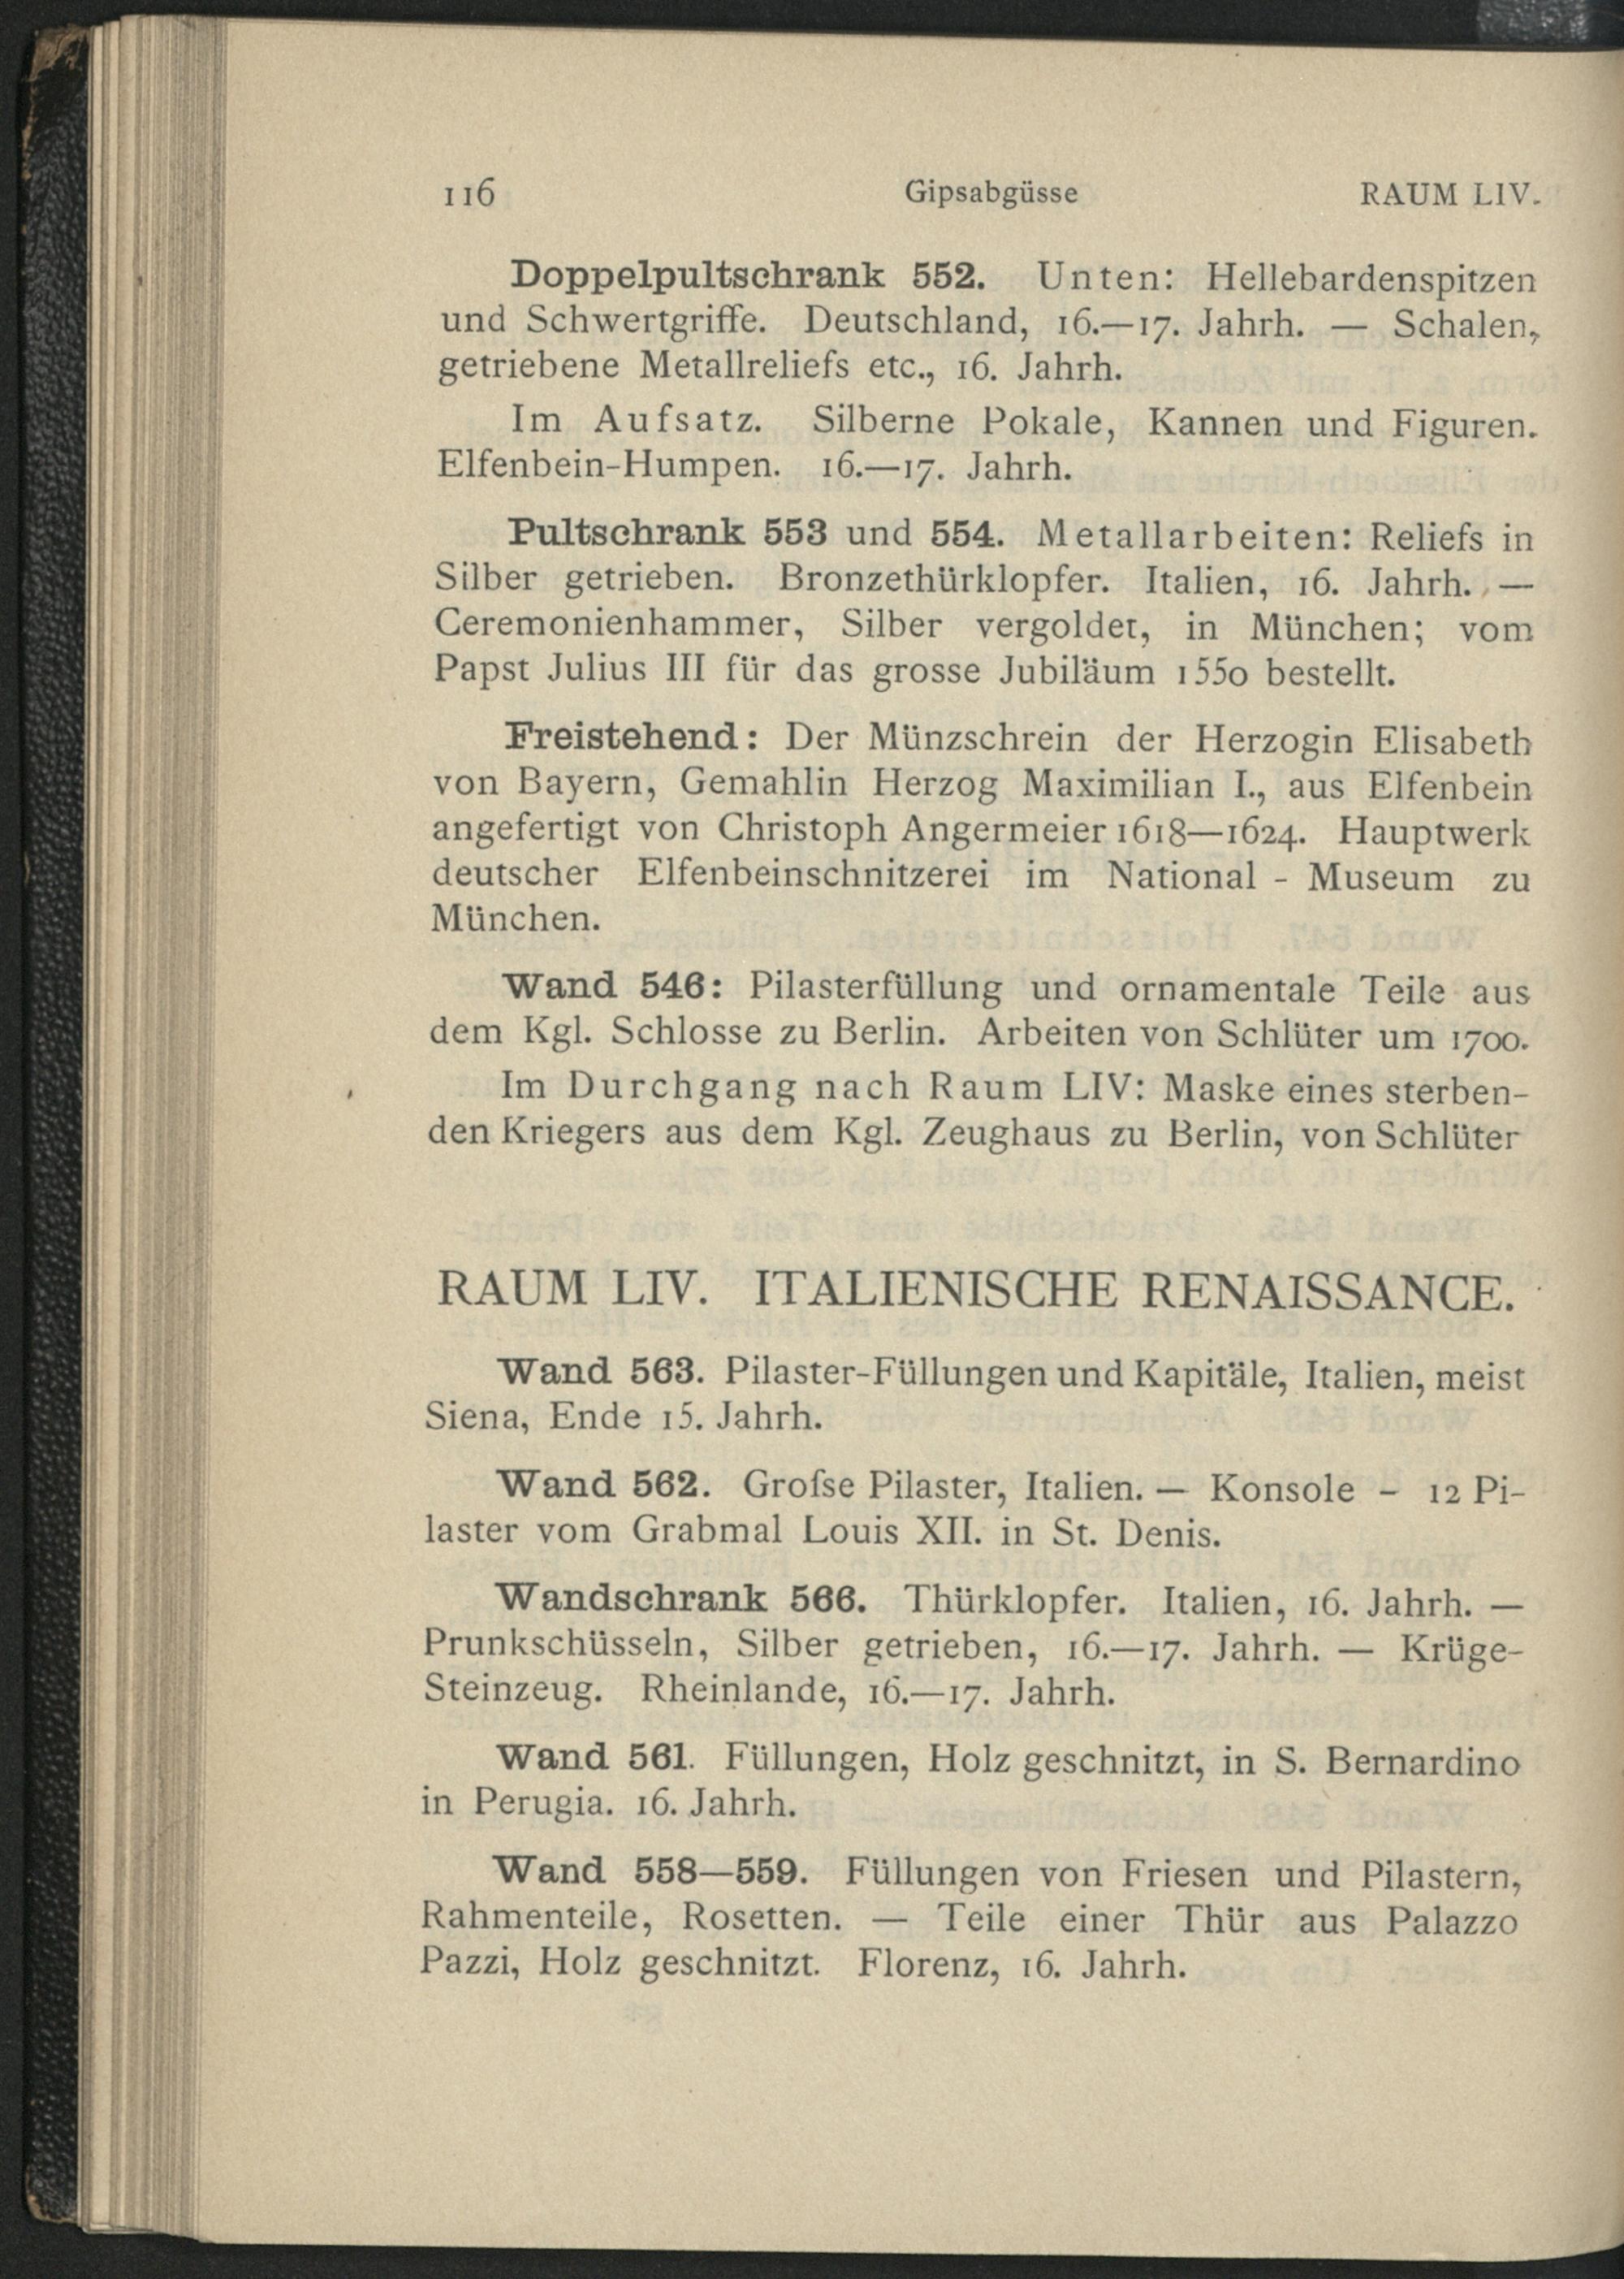 116 Gipsabgüsse RAUM LIV.
Doppelpultschrank 552. Unten: Hellebardenspitzen
und Schwertgriffe. Deutschland, 16.—17. Jahrh. — Schalen,
getriebene Metallreliefs etc., 16. Jahrh.
Im Aufsatz. Silberne Pokale, Kannen und Figuren.
Elfenbein-Humpen. 16.—17. Jahrh.
Pultschrank 553 und 554. Metallarbeiten: Reliefs in
Silber getrieben. Bronzethürklopfer. Italien, 16. Jahrh. —
Ceremonienhammer, Silber vergoldet, in München; vom
Papst Julius III für das grosse Jubiläum 1550 bestellt.
Freistehend: Der Münzschrein der Herzogin Elisabeth
von Bayern, Gemahlin Herzog Maximilian I., aus Elfenbein
angefertigt von Christoph Angermeier 1618—1624. Hauptwerk
deutscher Elfenbeinschnitzerei im National - Museum zu
München.
Wand 546: Pilasterfüllung und ornamentale Teile aus
dem Kgl. Schlosse zu Berlin. Arbeiten von Schlüter um 1700.
Im Durchgang nach Raum LIV: Maske eines sterben-
den Kriegers aus dem Kgl. Zeughaus zu Berlin, von Schlüter
RAUM LIV. ITALIENISCHE RENAISSANCE.
Wand 563. Pilaster-Füllungen und Kapitäle, Italien, meist
Siena, Ende 15. Jahrh.
Wand 562. Groſse Pilaster, Italien. — Konsole - 12 Pi-
laster vom Grabmal Louis XII. in St. Denis.
Wandschrank 566. Thürklopfer. Italien, 16. Jahrh. —
Prunkschüsseln, Silber getrieben, 16.—17. Jahrh. — Krüge-
Steinzeug. Rheinlande, 16.—17. Jahrh.
Wand 561. Füllungen, Holz geschnitzt, in S. Bernardino
in Perugia. 16. Jahrh.
Wand 558—559. Füllungen von Friesen und Pilastern,
Rahmenteile, Rosetten. — Teile einer Thür aus Palazzo
Pazzi, Holz geschnitzt. Florenz, 16. Jahrh.